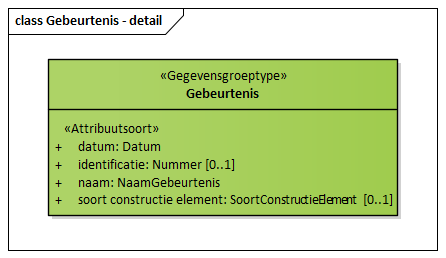 class Gebeurtenis - detail
«Gegevensgroeptype»
Gebeurtenis
«Attribuutsoort»
+ datum: Datum
+ identificatie: Nummer [0..1]
+ naam: NaamGebeurtenis
+ soort constructie element: SoortConstructieElement [0..1]